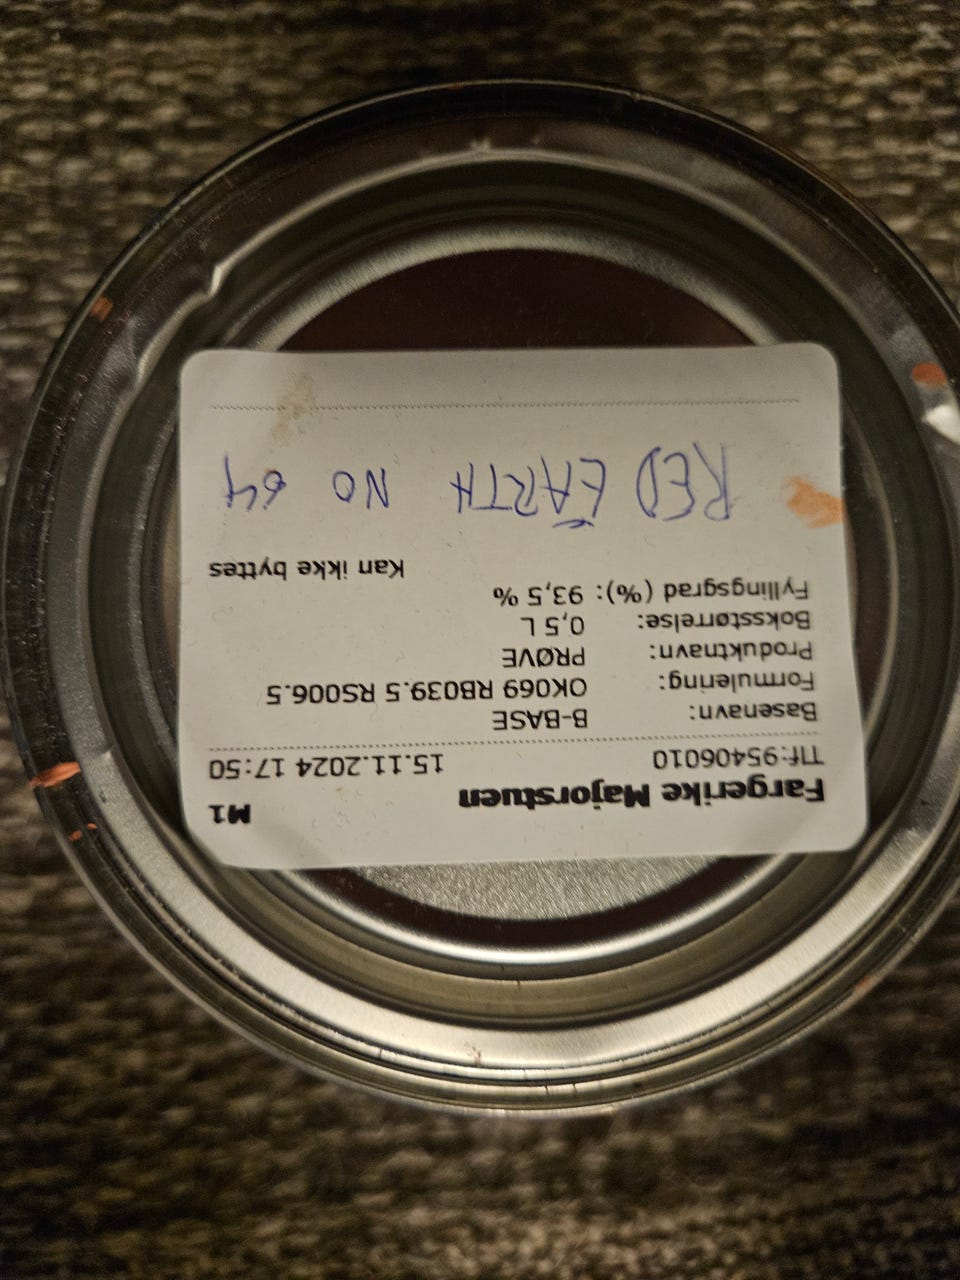 Fargerike Majorstuen M1
Tlf:95406010 15.11.2024 17:50
Basenavn: B-BASE
Formulering: OK069 RB039.5 RS006.5
Produktnavn: PRØVE
Boksstørrelse: 0,5 L
Fyllingsgrad (%): 93,5 %
Kan ikke byttes
RED EARTH NO 64